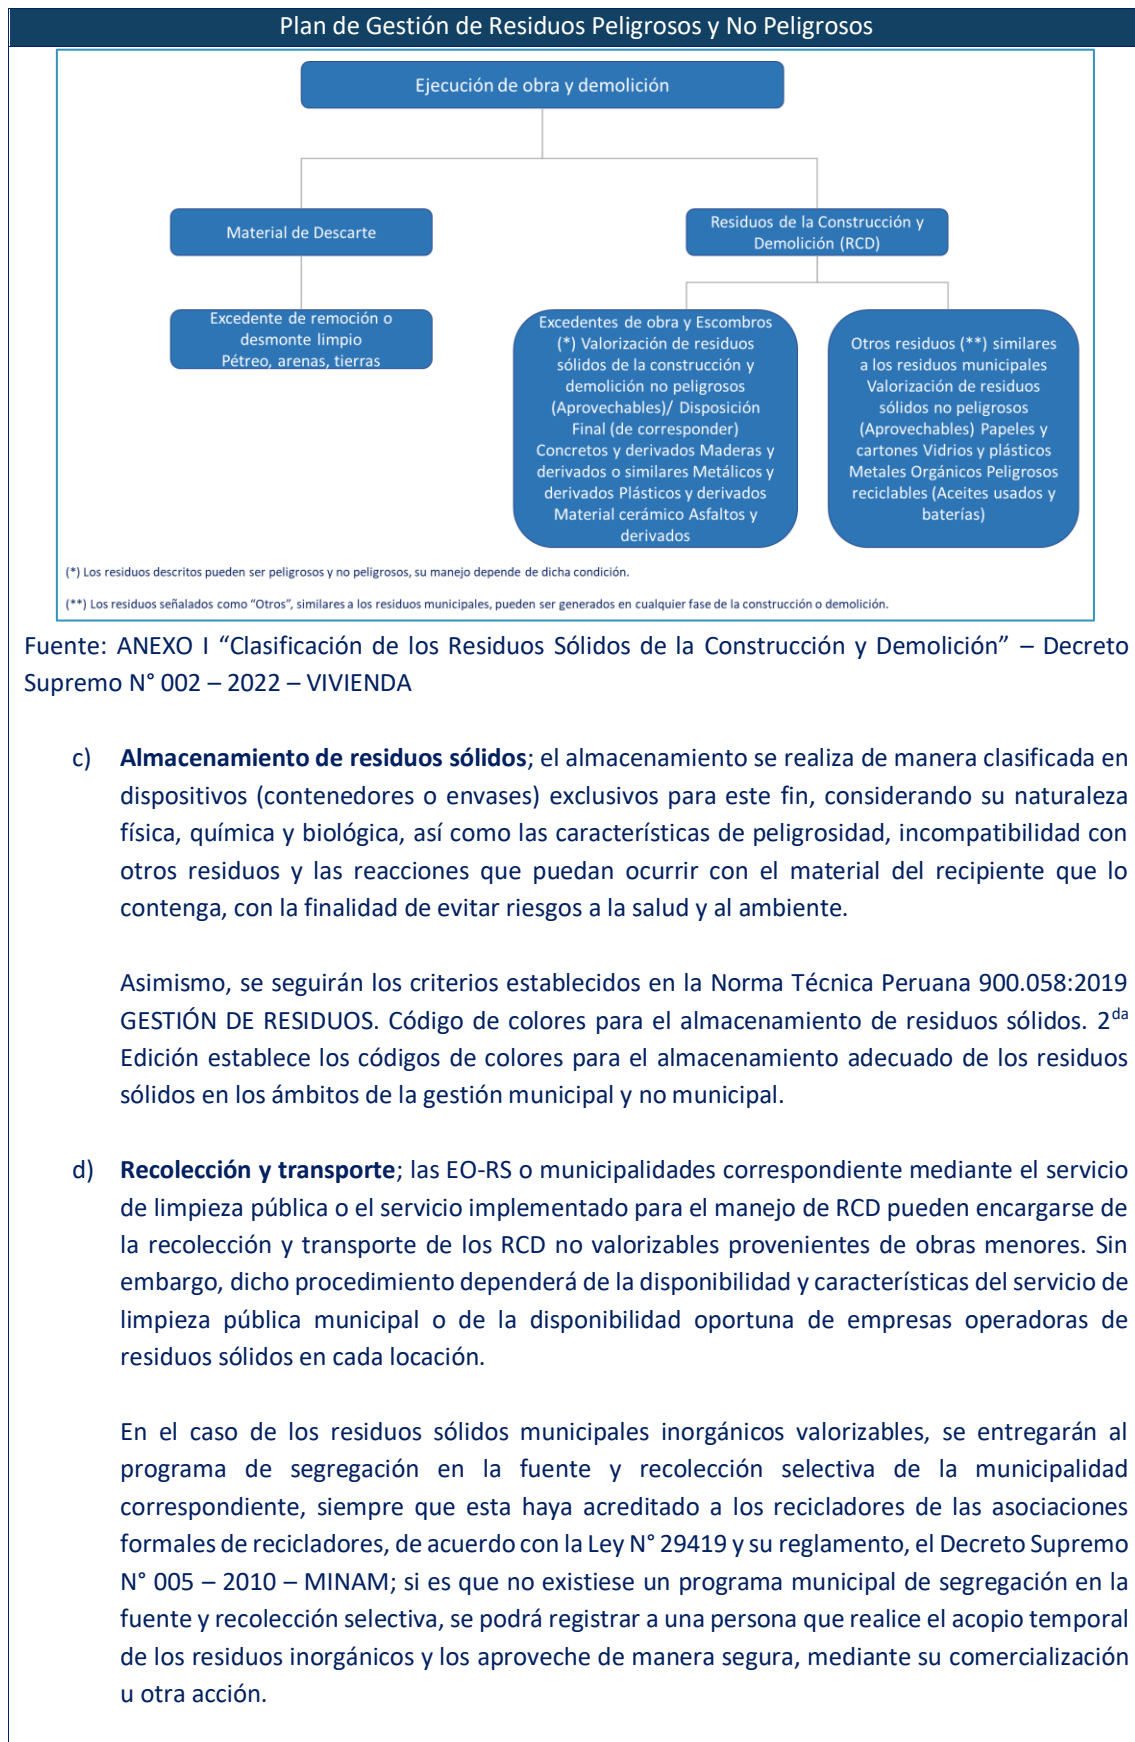 Plan de Gestión de Residuos Peligrosos y No Peligrosos
Ejecución de obra y demolición
Material de Descarte
Residuos de la Construcción y
Demolición (RCD)
Excedente de remoción o
desmonte limpio
Pétreo, arenas, tierras
Excedentes de obra y Escombros
(*) Valorización de residuos
sólidos de la construcción y
demolición no peligrosos
(Aprovechables)/ Disposición
Final (de corresponder)
Concretos y derivados Maderas y
derivados o similares Metálicos y
derivados Plásticos y derivados
Material cerámico Asfaltos y
derivados
Otros residuos (**) similares
a los residuos municipales
Valorización de residuos
sólidos no peligrosos
(Aprovechables) Papeles y
cartones Vidrios y plásticos
Metales Orgánicos Peligrosos
reciclables (Aceites usados y
baterías)
(*) Los residuos descritos pueden ser peligrosos y no peligrosos, su manejo depende de dicha condición.
(**) Los residuos señalados como “Otros”, similares a los residuos municipales, pueden ser generados en cualquier fase de la construcción o demolición.
Fuente: ANEXO I “Clasificación de los Residuos Sólidos de la Construcción y Demolición” – Decreto
Supremo N° 002 – 2022 – VIVIENDA
c) Almacenamiento de residuos sólidos; el almacenamiento se realiza de manera clasificada en
dispositivos (contenedores o envases) exclusivos para este fin, considerando su naturaleza
física, química y biológica, así como las características de peligrosidad, incompatibilidad con
otros residuos y las reacciones que puedan ocurrir con el material del recipiente que lo
contenga, con la finalidad de evitar riesgos a la salud y al ambiente.
Asimismo, se seguirán los criterios establecidos en la Norma Técnica Peruana 900.058:2019
GESTIÓN DE RESIDUOS. Código de colores para el almacenamiento de residuos sólidos. 2da
Edición establece los códigos de colores para el almacenamiento adecuado de los residuos
sólidos en los ámbitos de la gestión municipal y no municipal.
d) Recolección y transporte; las EO-RS o municipalidades correspondiente mediante el servicio
de limpieza pública o el servicio implementado para el manejo de RCD pueden encargarse de
la recolección y transporte de los RCD no valorizables provenientes de obras menores. Sin
embargo, dicho procedimiento dependerá de la disponibilidad y características del servicio de
limpieza pública municipal o de la disponibilidad oportuna de empresas operadoras de
residuos sólidos en cada locación.
En el caso de los residuos sólidos municipales inorgánicos valorizables, se entregarán al
programa de segregación en la fuente y recolección selectiva de la municipalidad
correspondiente, siempre que esta haya acreditado a los recicladores de las asociaciones
formales de recicladores, de acuerdo con la Ley N° 29419 y su reglamento, el Decreto Supremo
N° 005 – 2010 – MINAM; si es que no existiese un programa municipal de segregación en la
fuente y recolección selectiva, se podrá registrar a una persona que realice el acopio temporal
de los residuos inorgánicos y los aproveche de manera segura, mediante su comercialización
u otra acción.